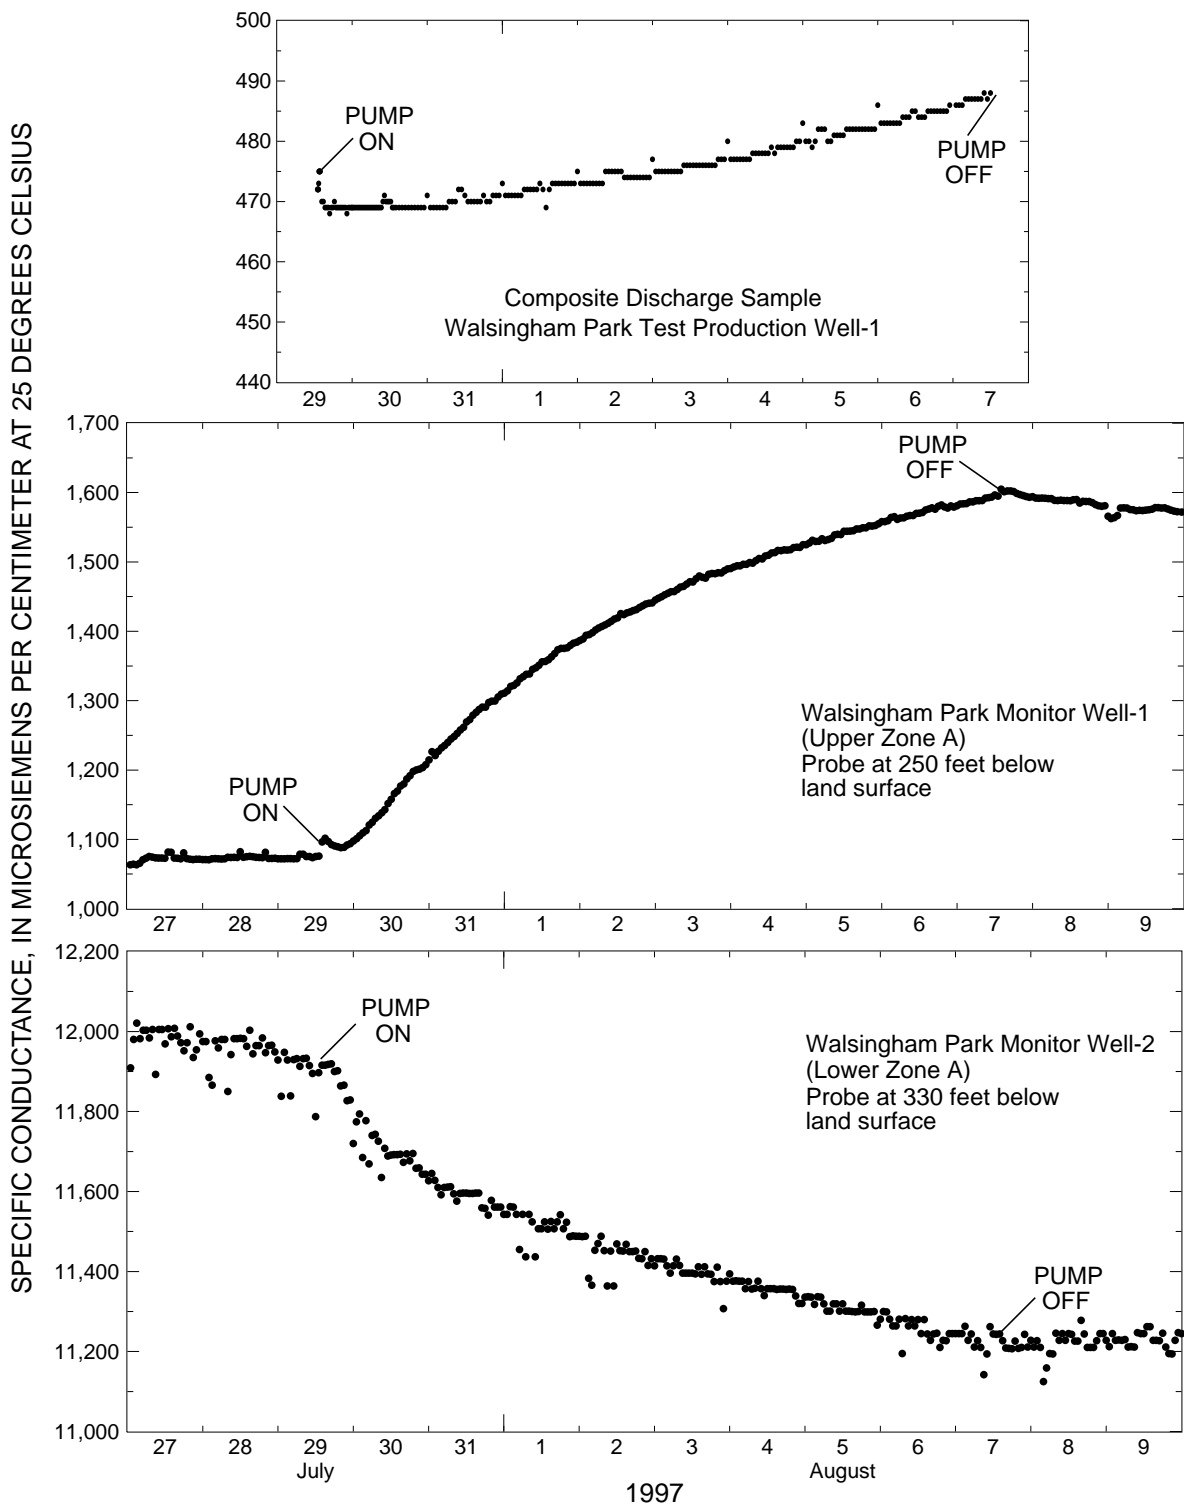 SPECIFIC CONDUCTANCE, IN MICROSIEMENS PER CENTIMETER AT 25 DEGREES CELSIUS
500
490
480
470
460
450
440
PUMP
ON
PUMP
OFF
Composite Discharge Sample
Walsingham Park Test Production Well-1
29 30 31 1 2 3 4 5 6 7
1,700
1,600
1,500
1,400
1,300
1,200
1,100
1,000
PUMP
OFF
PUMP
ON
Walsingham Park Monitor Well-1
(Upper Zone A)
Probe at 250 feet below
land surface
27 28 29 30 31 1 2 3 4 5 6 7 8 9
12,200
12,000
11,800
11,600
11,400
11,200
11,000
PUMP
ON
Walsingham Park Monitor Well-2
(Lower Zone A)
Probe at 330 feet below
land surface
PUMP
OFF
27 28 29 30 31 1 2 3 4 5 6 7 8 9
July August
1997